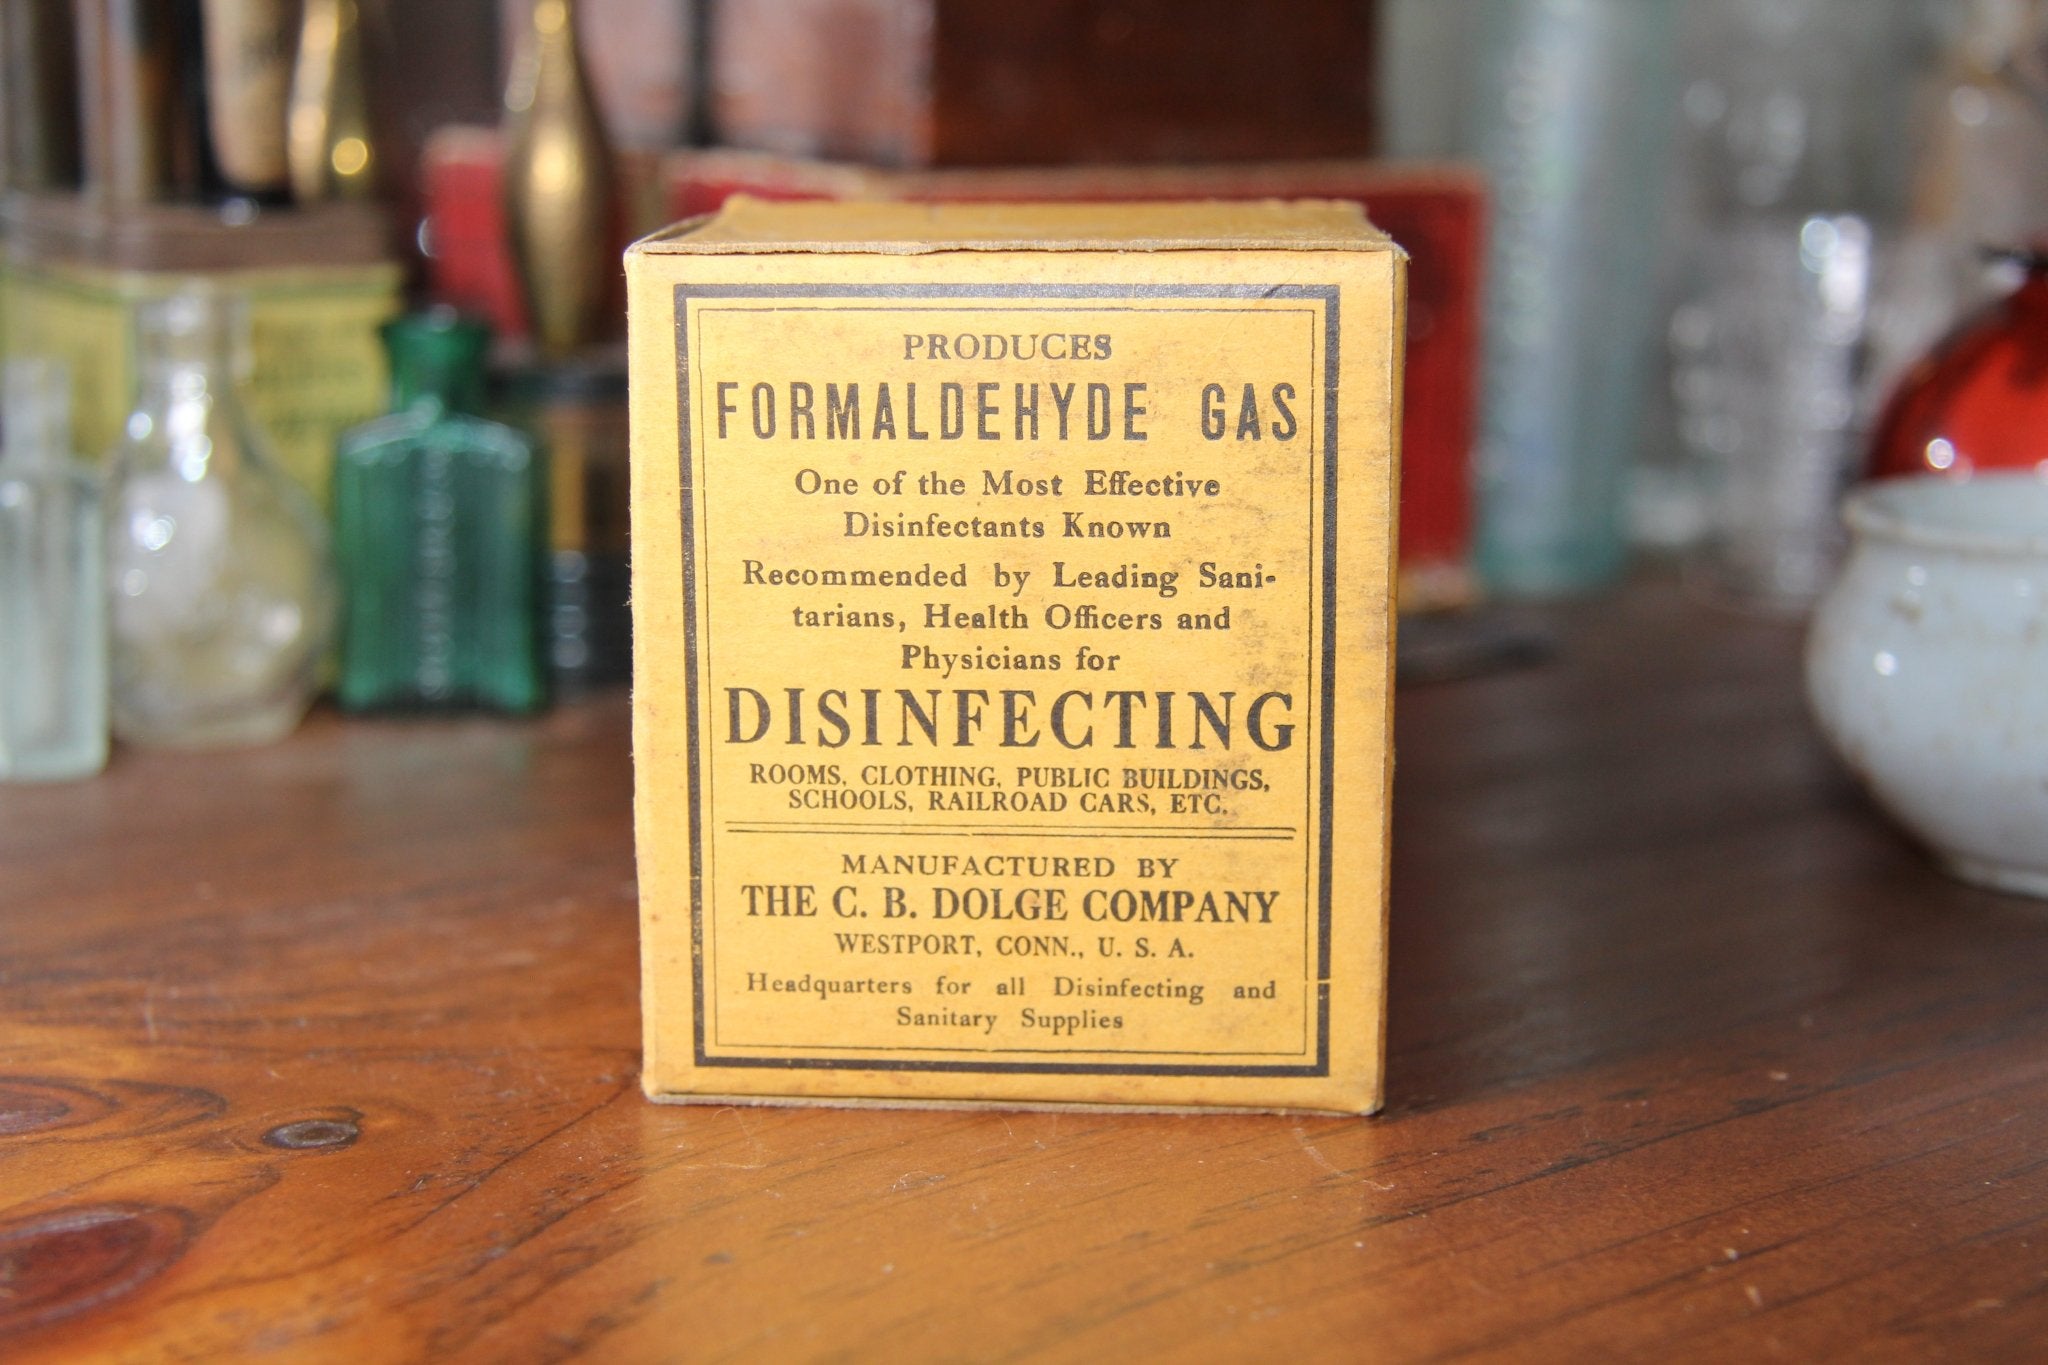 PRODUCES
FORMALDEHYDE GAS
One of the Most Effective
Disinfectants Known
Recommended by Leading Sani-
tarians, Health Officers and
Physicians for
DISINFECTING
ROOMS, CLOTHING, PUBLIC BUILDINGS,
SCHOOLS, RAILROAD CARS, ETC.
MANUFACTURED BY
THE C. B. DOLGE COMPANY
WESTPORT, CONN., U. S. A.
Headquarters for all Disinfecting and
Sanitary Supplies